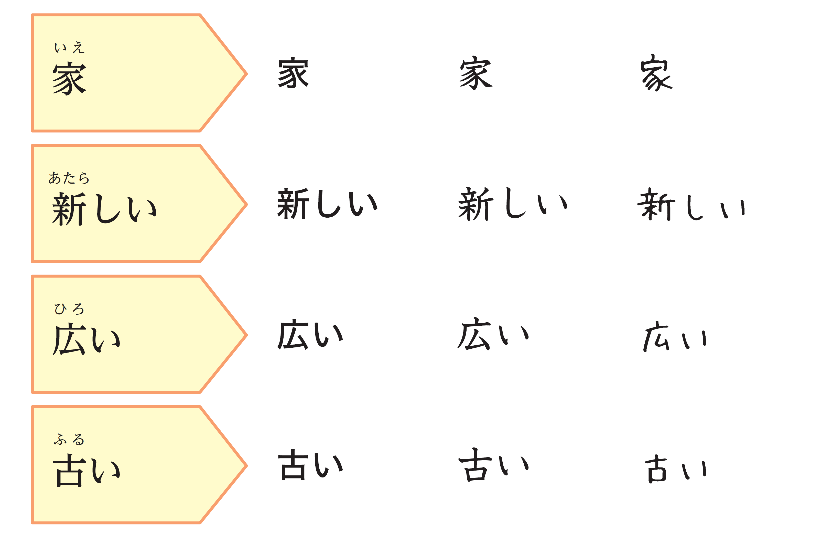 いえ
家 家 家 家
あたら
新しい 新しい 新しい 新しい
ひろ
広い 広い 広い 広い
ふる
古い 古い 古い 古い